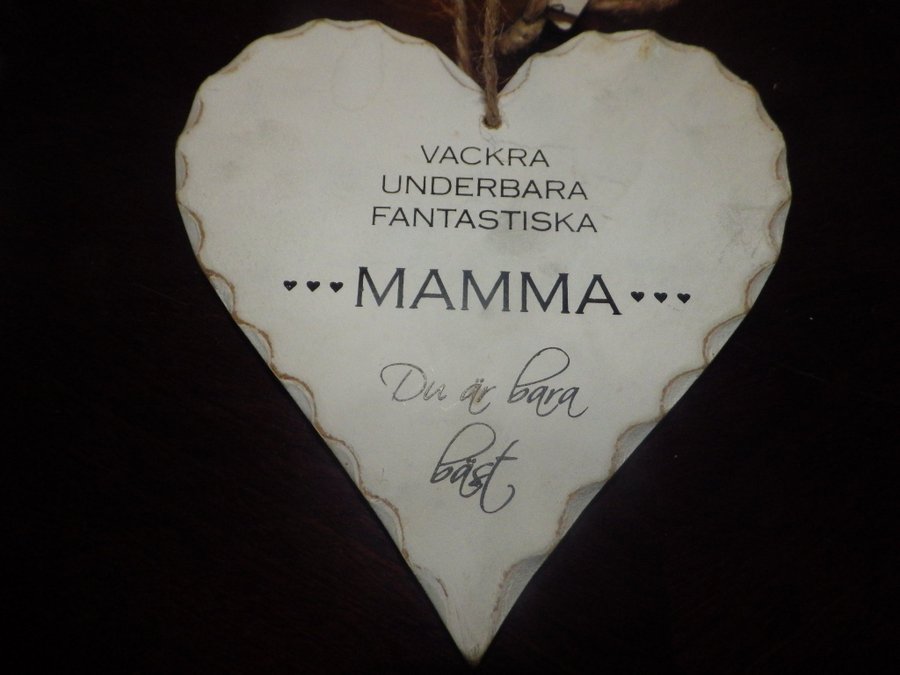 VACKRA
UNDERBARA
FANTASTISKA
♥♥♥MAMMA♥♥♥
Du är bara
bäst